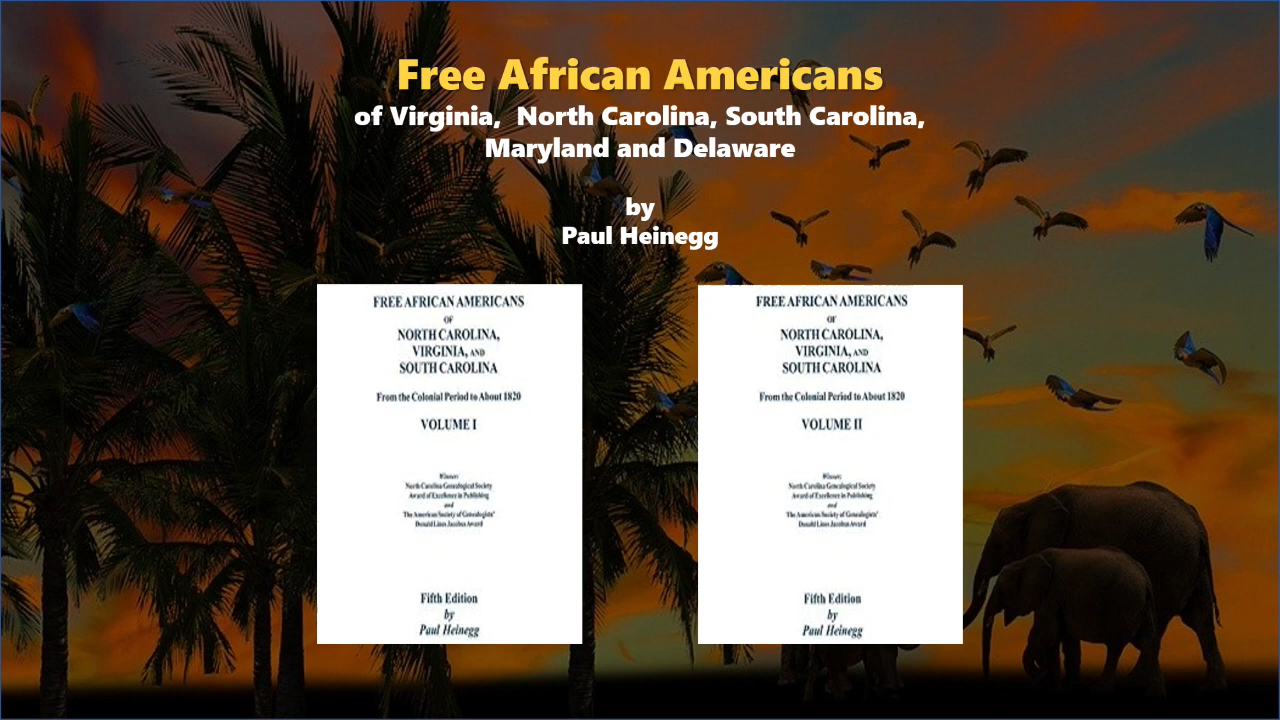 Free African Americans
of Virginia,  North Carolina, South Carolina,
Maryland and Delaware
by
Paul Heinegg
FREE AFRICAN AMERICANS
OF
NORTH CAROLINA,
VIRGINIA, AND
SOUTH CAROLINA
From the Colonial Period to About 1820
VOLUME I
Winner:
North Carolina Genealogical Society
Award of Excellence in Publishing
and
The American Society of Genealogists'
Donald Lines Jacobus Award
Fifth Edition
by
Paul Heinegg
FREE AFRICAN AMERICANS
OF
NORTH CAROLINA,
VIRGINIA, AND
SOUTH CAROLINA
From the Colonial Period to About 1820
VOLUME II
Winner:
North Carolina Genealogical Society
Award of Excellence in Publishing
and
The American Society of Genealogists'
Donald Lines Jacobus Award
Fifth Edition
by
Paul Heinegg